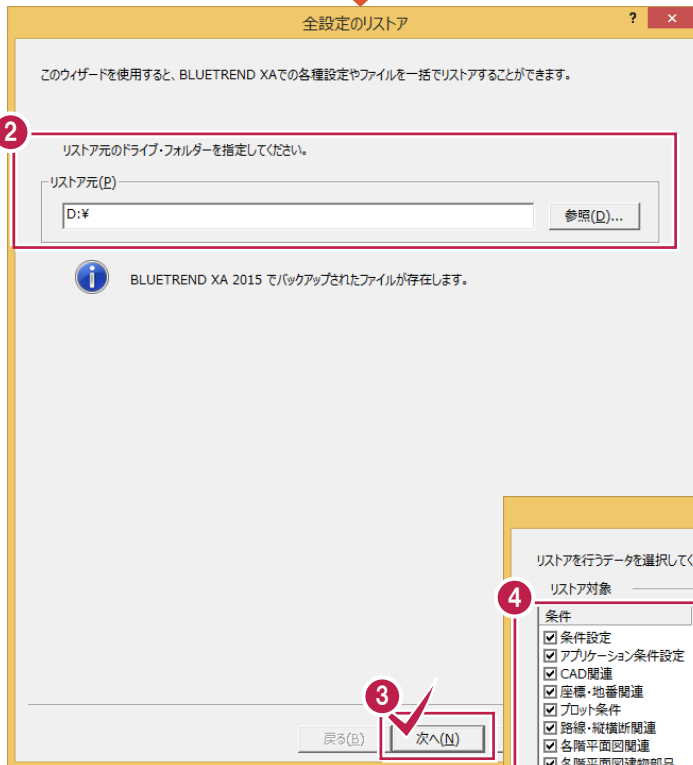 全設定のリストア
?
×
このウィザードを使用すると、BLUETREND XAでの各種設定やファイルを一括でリストアすることができます。
2
リストア元のドライブ・フォルダーを指定してください。
リストア元(P)
D:¥
参照(D)...
BLUETREND XA 2015 でバックアップされたファイルが存在します。
リストアを行うデータを選択してく
リストア対象
4
条件
条件設定
アプリケーション条件設定
CAD関連
座標・地番関連
プロット条件
路線・縦横断関連
各階平面図関連
各階平面図建物部品
3
戻る(B)
次へ(N)